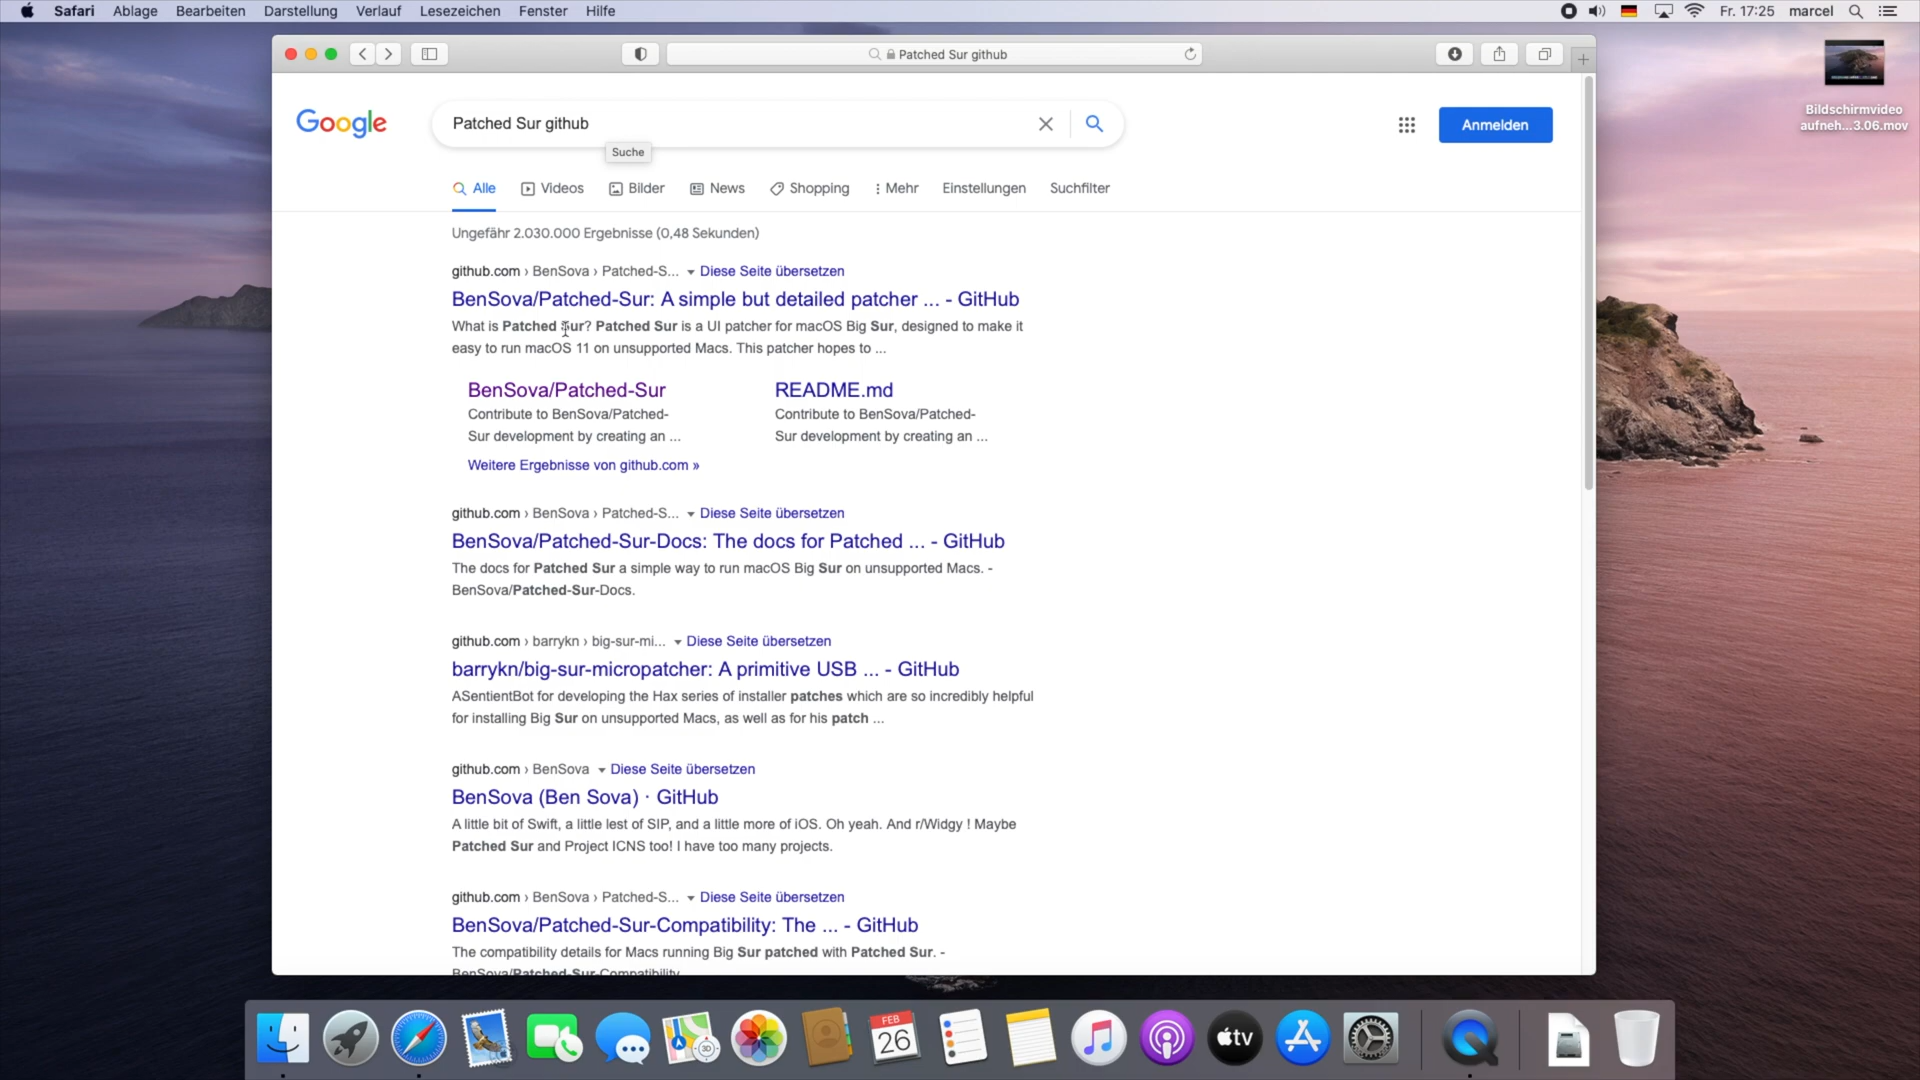 Safari Ablage Bearbeiten Darstellung Verlauf Lesezeichen Fenster Hilfe Fr. 17:25 marcel
Patched Sur github
Bildschirmvideo
aufneh...3.06.mov
Google
Patched Sur github
Anmelden
Suche
Alle Videos Bilder News Shopping Mehr Einstellungen Suchfilter
Ungefähr 2.030.000 Ergebnisse (0,48 Sekunden)
github.com › BenSova › Patched-S... Diese Seite übersetzen
BenSova/Patched-Sur: A simple but detailed patcher ... - GitHub
What is Patched Sur? Patched Sur is a UI patcher for macOS Big Sur, designed to make it
easy to run macOS 11 on unsupported Macs. This patcher hopes to ...
BenSova/Patched-Sur README.md
Contribute to BenSova/Patched- Contribute to BenSova/Patched-
Sur development by creating an ... Sur development by creating an ...
Weitere Ergebnisse von github.com »
github.com › BenSova › Patched-S... Diese Seite übersetzen
BenSova/Patched-Sur-Docs: The docs for Patched ... - GitHub
The docs for Patched Sur a simple way to run macOS Big Sur on unsupported Macs. -
BenSova/Patched-Sur-Docs.
github.com › barrykn › big-sur-mi... Diese Seite übersetzen
barrykn/big-sur-micropatcher: A primitive USB ... - GitHub
ASentientBot for developing the Hax series of installer patches which are so incredibly helpful
for installing Big Sur on unsupported Macs, as well as for his patch ...
github.com › BenSova Diese Seite übersetzen
BenSova (Ben Sova) · GitHub
A little bit of Swift, a little lest of SIP, and a little more of iOS. Oh yeah. And r/Widgy ! Maybe
Patched Sur and Project ICNS too! I have too many projects.
github.com › BenSova › Patched-S... Diese Seite übersetzen
BenSova/Patched-Sur-Compatibility: The ... - GitHub
The compatibility details for Macs running Big Sur patched with Patched Sur. -
BenSova/Patched-Sur-Compatibility
FEB
26
3D
tv